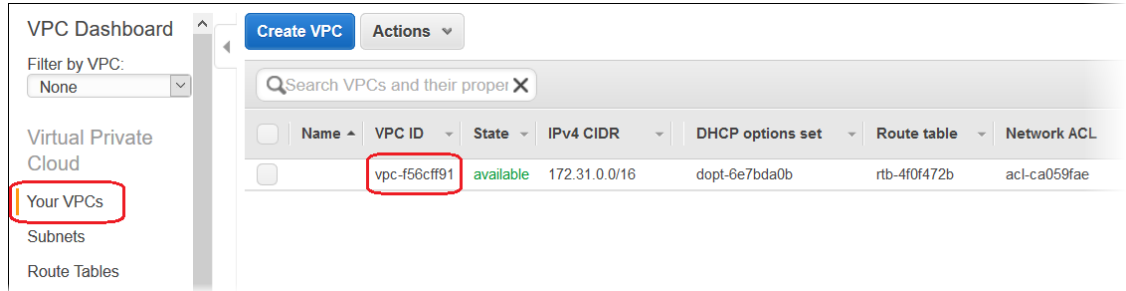 VPC Dashboard
Filter by VPC:
None
Virtual Private
Cloud
Your VPCs
Subnets
Route Tables
Create VPC Actions
Search VPCs and their proper
Name VPC ID State IPv4 CIDR DHCP options set Route table Network ACL
vpc-f56cff91 available 172.31.0.0/16 dopt-6e7bda0b rtb-4f0f472b acl-ca059fae